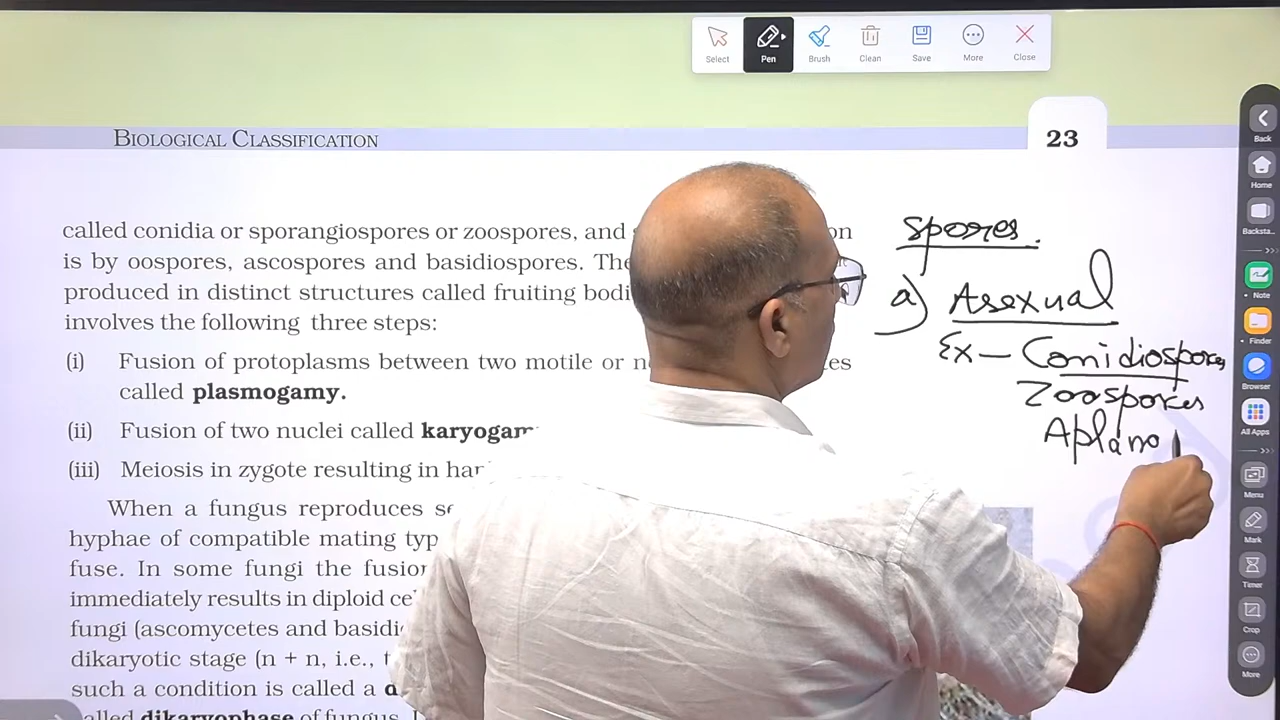 Select
Pen
Brush
Clean
Save
More
Close
BIOLOGICAL CLASSIFICATION
23
called conidia or sporangiospores or zoospores, and
on
is by oospores, ascospores and basidiospores. The
produced in distinct structures called fruiting bodi
involves the following three steps:
(i) Fusion of protoplasms between two motile or n
es
called plasmogamy.
(ii) Fusion of two nuclei called karyogam
(iii) Meiosis in zygote resulting in hap
When a fungus reproduces se
hyphae of compatible mating typ
fuse. In some fungi the fusion
immediately results in diploid cel
fungi (ascomycetes and basidi
dikaryotic stage (n + n, i.e., t
such a condition is called a d
called dikaryophase of fungus.
Spores.
a) Asexual
Ex – Conidiospores
Zoospores
Aplano
Back
Home
Backsta..
Note
Finder
Browser
All Apps
Menu
Mark
Timer
Crop
More